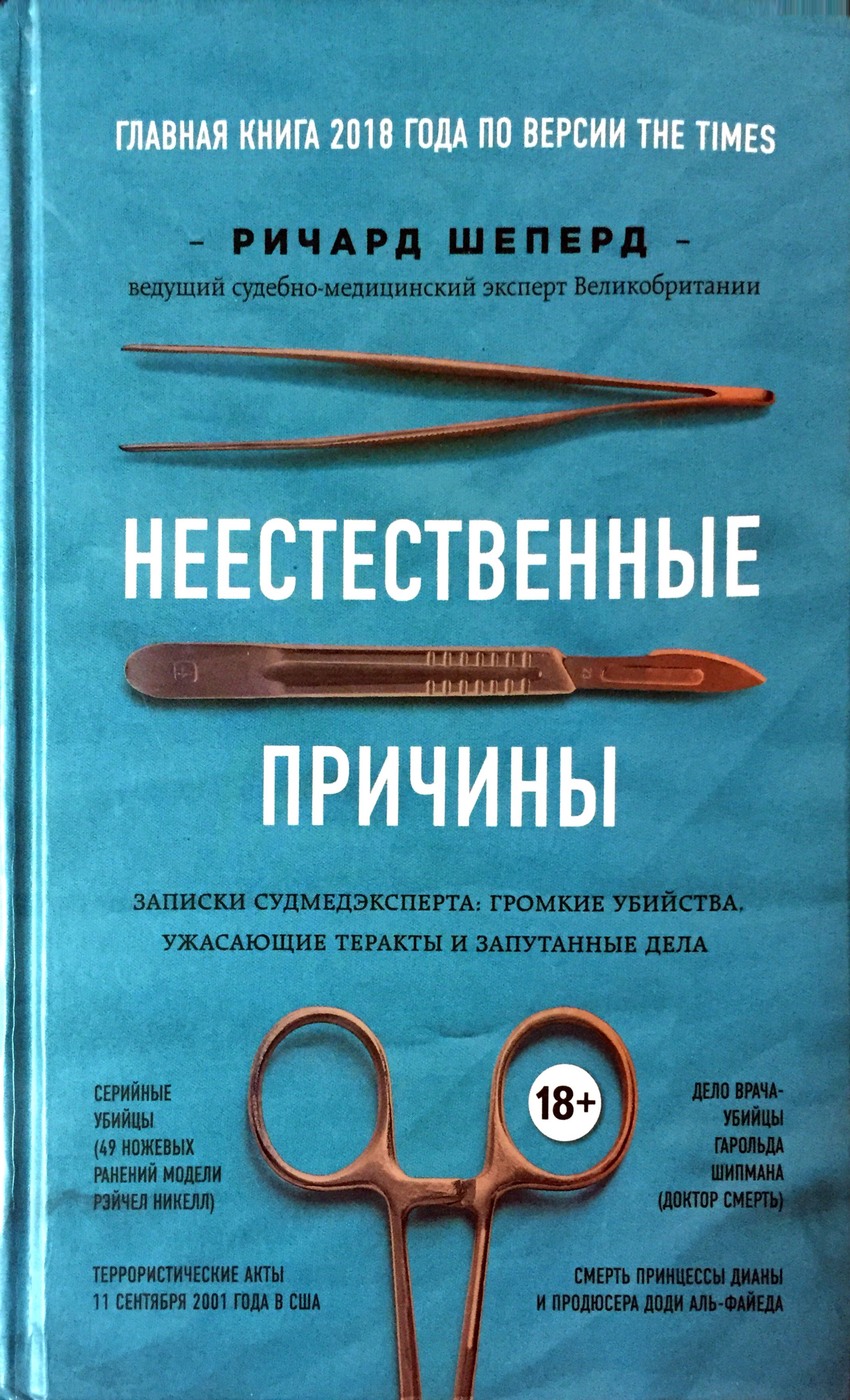 ГЛАВНАЯ КНИГА 2018 ГОДА ПО ВЕРСИИ THE TIMES
– РИЧАРД ШЕПЕРД –
ведущий судебно-медицинский эксперт Великобритании
НЕЕСТЕСТВЕННЫЕ
ПРИЧИНЫ
ЗАПИСКИ СУДМЕДЭКСПЕРТА: ГРОМКИЕ УБИЙСТВА,
УЖАСАЮЩИЕ ТЕРАКТЫ И ЗАПУТАННЫЕ ДЕЛА
СЕРИЙНЫЕ
УБИЙЦЫ
(49 НОЖЕВЫХ
РАНЕНИЙ МОДЕЛИ
РЭЙЧЕЛ НИКЕЛЛ)
18+
ДЕЛО ВРАЧА-
УБИЙЦЫ
ГАРОЛЬДА
ШИПМАНА
(ДОКТОР СМЕРТЬ)
ТЕРРОРИСТИЧЕСКИЕ АКТЫ
11 СЕНТЯБРЯ 2001 ГОДА В США
СМЕРТЬ ПРИНЦЕССЫ ДИАНЫ
И ПРОДЮСЕРА ДОДИ АЛЬ-ФАЙЕДА